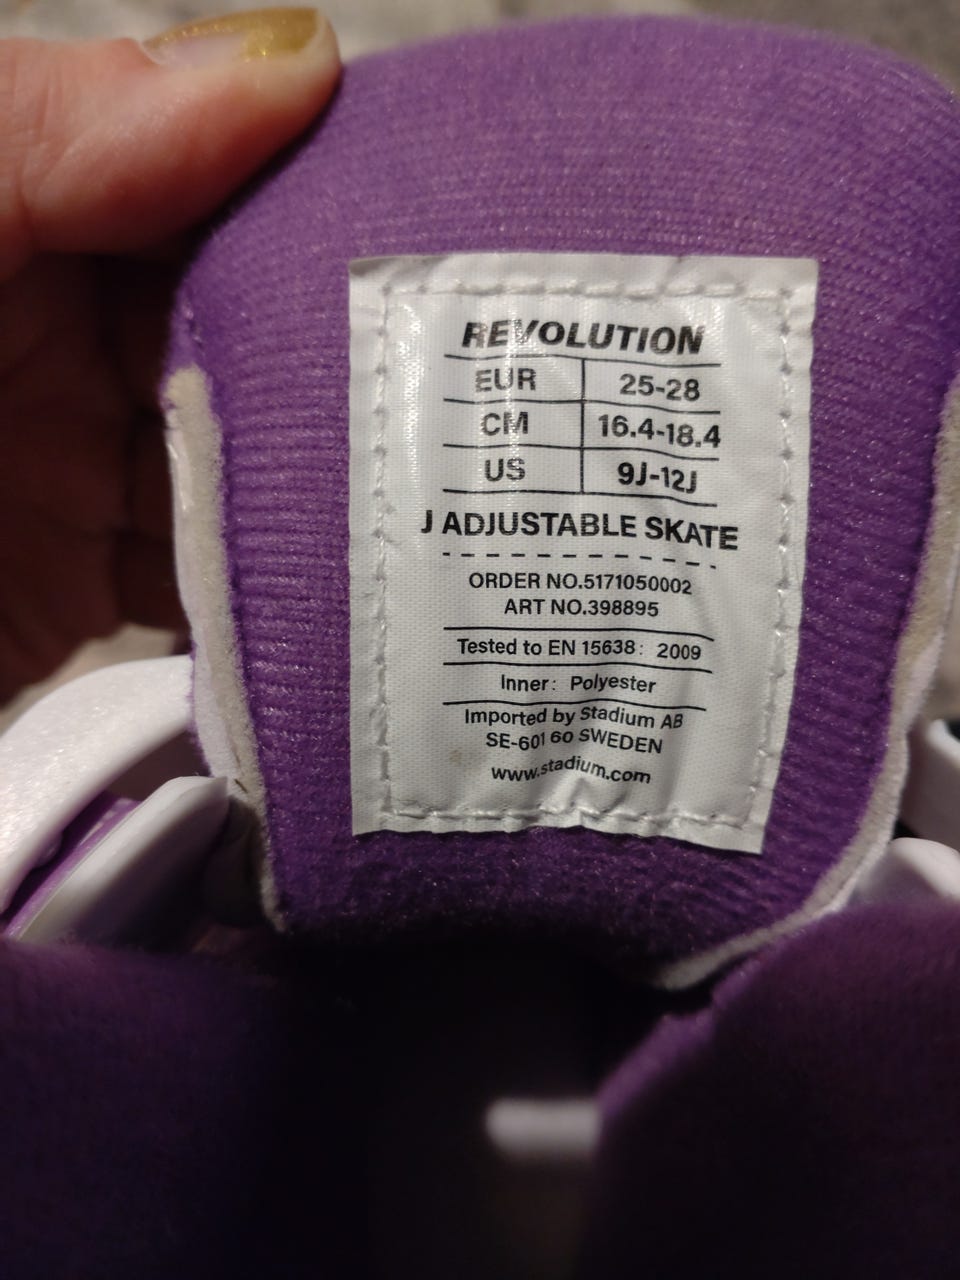 REVOLUTION
EUR 25-28
CM 16.4-18.4
US 9J-12J
J ADJUSTABLE SKATE
ORDER NO.5171050002
ART NO.398895
Tested to EN 15638: 2009
Inner: Polyester
Imported by Stadium AB
SE-601 60 SWEDEN
www.stadium.com